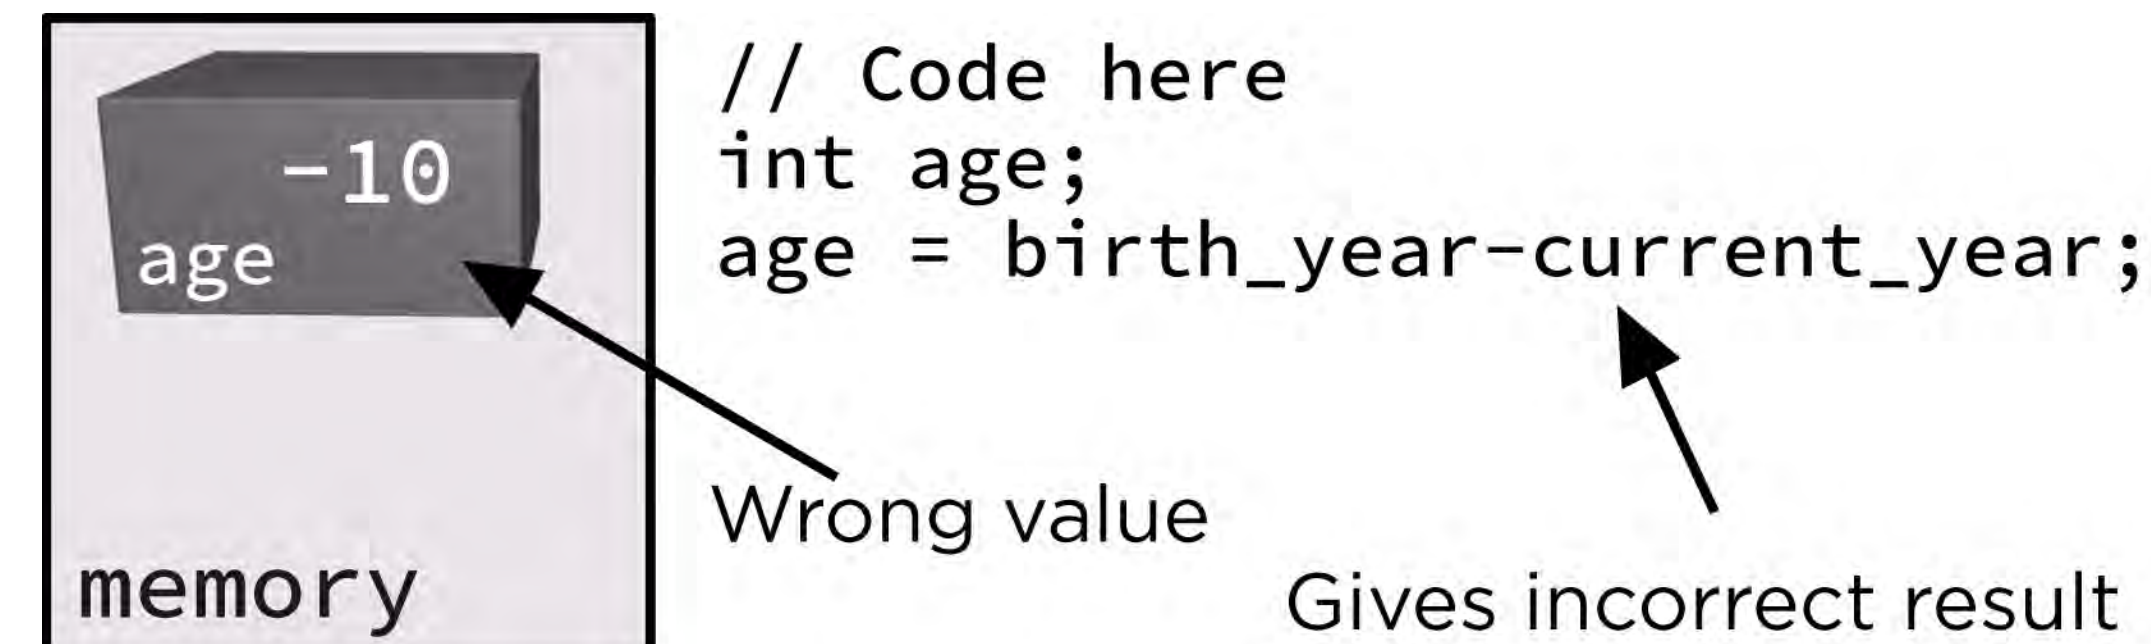 -10
age
memory
// Code here
int age;
age = birth_year-current_year;
Wrong value
Gives incorrect result